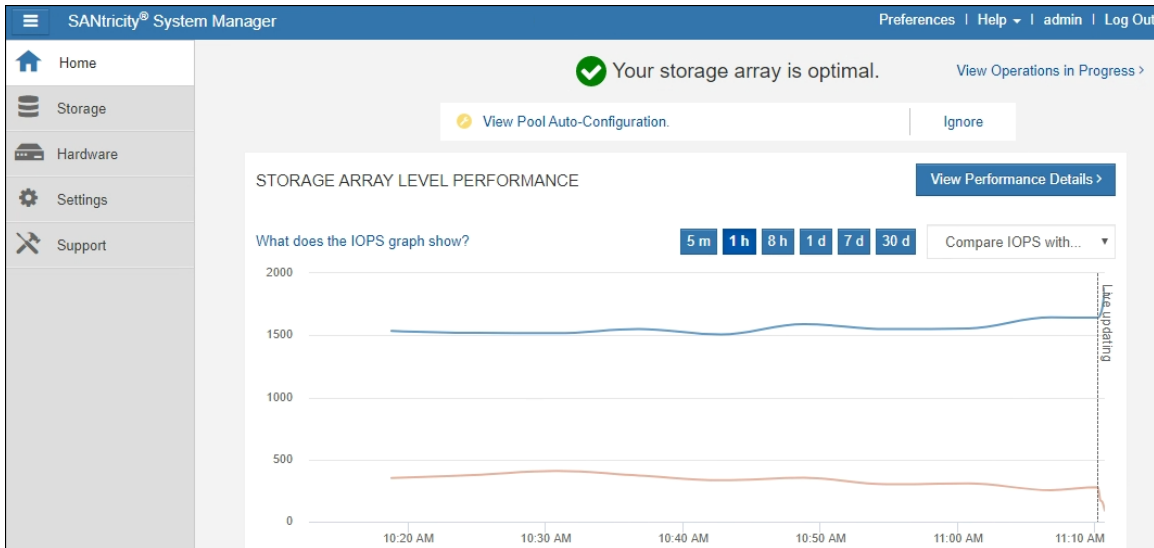 SANtricity® System Manager
Preferences | Help | admin | Log Out
Home
Storage
Hardware
Settings
Support
Your storage array is optimal.
View Operations in Progress >
View Pool Auto-Configuration.
Ignore
STORAGE ARRAY LEVEL PERFORMANCE
View Performance Details >
What does the IOPS graph show?
5 m 1 h 8 h 1 d 7 d 30 d
Compare IOPS with...
2000
1500
1000
500
0
Live updating
10:20 AM 10:30 AM 10:40 AM 10:50 AM 11:00 AM 11:10 AM